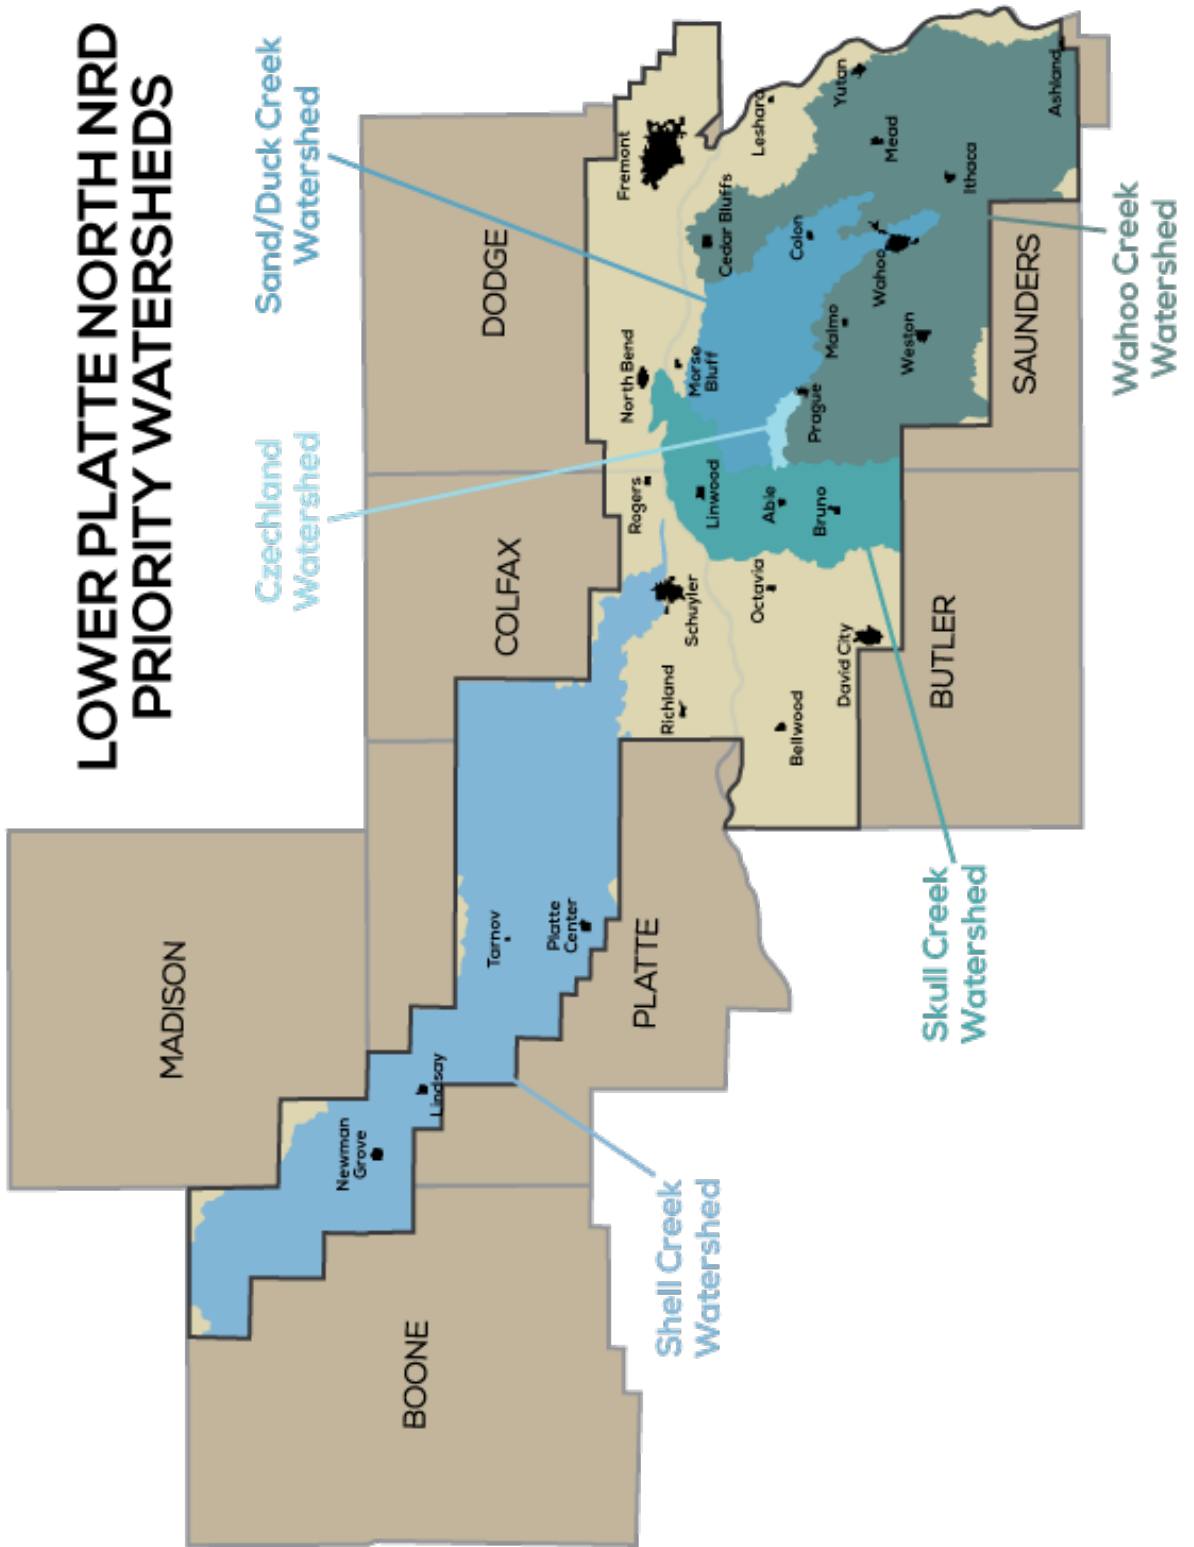 LOWER PLATTE NORTH NRD
PRIORITY WATERSHEDS
MADISON
Sand/Duck Creek
Watershed
Czechland
Watershed
DODGE
COLFAX
BOONE
PLATTE
BUTLER
SAUNDERS
Newman
Grove
Lindsay
Tarnov
Platte
Center
Richland
Schuyler
Rogers
North Bend
Fremont
Morse
Bluff
Cedar Bluffs
Leshara
Linwood
Octavia
Abie
Bruno
Bellwood
David City
Prague
Malmo
Colon
Yutan
Mead
Wahoo
Weston
Ithaca
Ashland
Shell Creek
Watershed
Skull Creek
Watershed
Wahoo Creek
Watershed